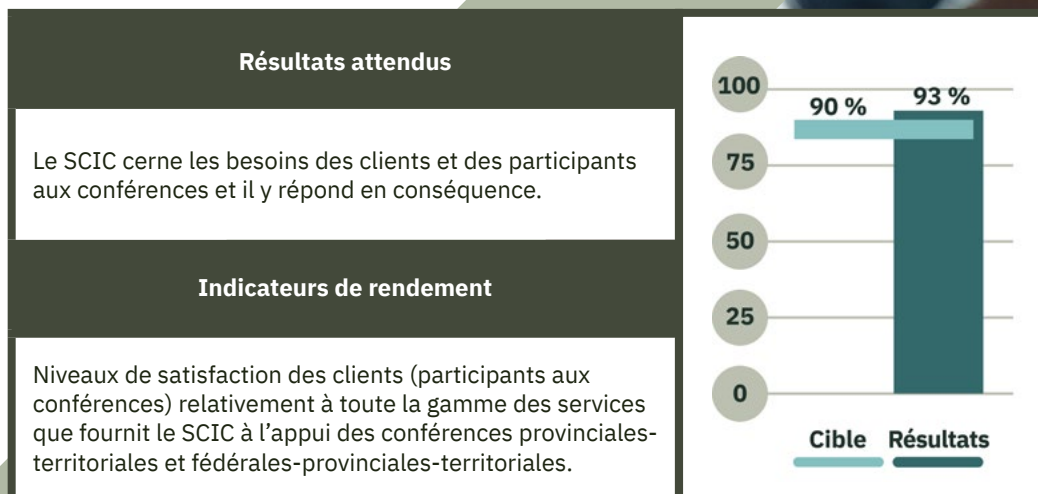 Résultats attendus
Le SCIC cerne les besoins des clients et des participants
aux conférences et il y répond en conséquence.
Indicateurs de rendement
Niveaux de satisfaction des clients (participants aux
conférences) relativement à toute la gamme des services
que fournit le SCIC à l’appui des conférences provinciales-
territoriales et fédérales-provinciales-territoriales.
100
90 % 93 %
75
50
25
0
Cible Résultats